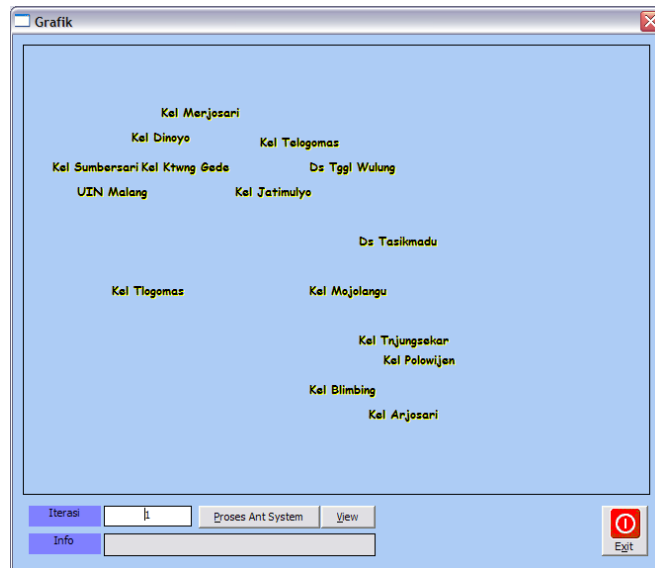 Grafik
Kel Merjosari
Kel Dinoyo
Kel Telogomas
Kel Sumbersari Kel Ktwng Gede
Ds Tggl Wulung
UIN Malang
Kel Jatimulyo
Ds Tasikmadu
Kel Tlogomas
Kel Mojolangu
Kel Tnjungsekar
Kel Polowijen
Kel Blimbing
Kel Arjosari
Iterasi
1
Proses Ant System
View
Info
Exit